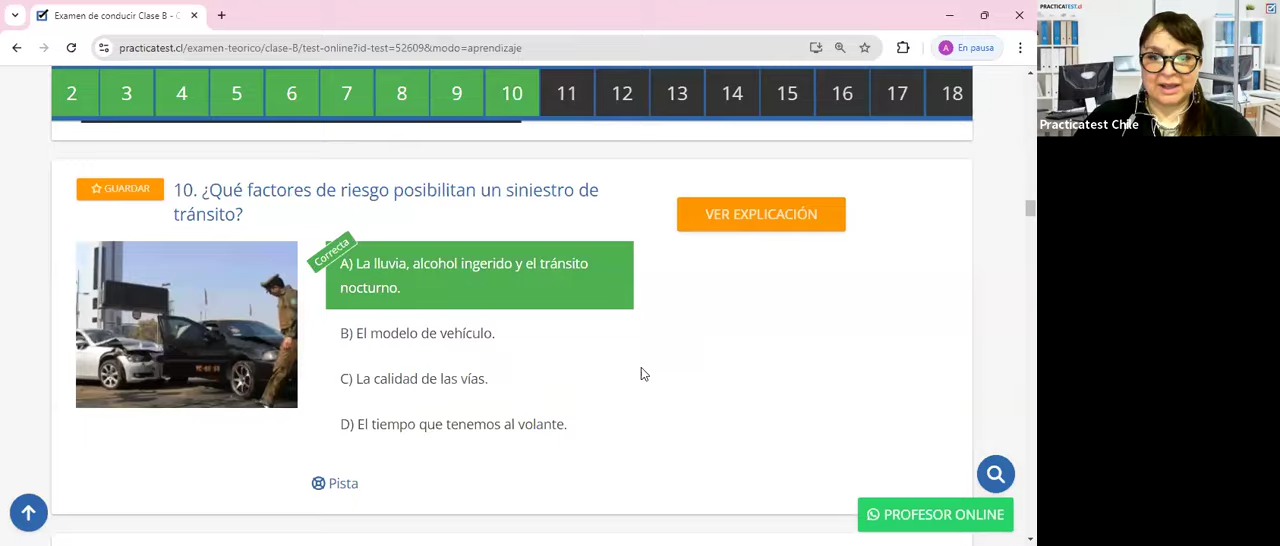 Examen de conducir Clase B - C
practicatest.cl/examen-teorico/clase-B/test-online?id-test=52609&modo=aprendizaje
A En pausa
2 3 4 5 6 7 8 9 10 11 12 13 14 15 16 17 18
GUARDAR
10. ¿Qué factores de riesgo posibilitan un siniestro de
tránsito?
VER EXPLICACIÓN
Correcta
A) La lluvia, alcohol ingerido y el tránsito
nocturno.
B) El modelo de vehículo.
C) La calidad de las vías.
D) El tiempo que tenemos al volante.
Pista
PROFESOR ONLINE
PRACTICATEST.cl
Practicatest Chile